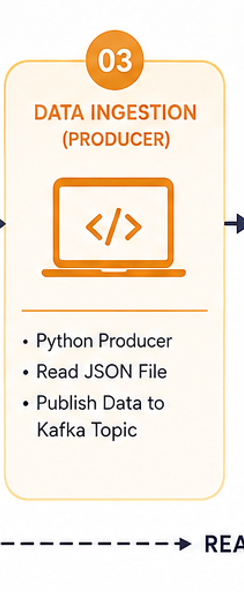 03
DATA INGESTION
(PRODUCER)
</>
• Python Producer
• Read JSON File
• Publish Data to
Kafka Topic
REA